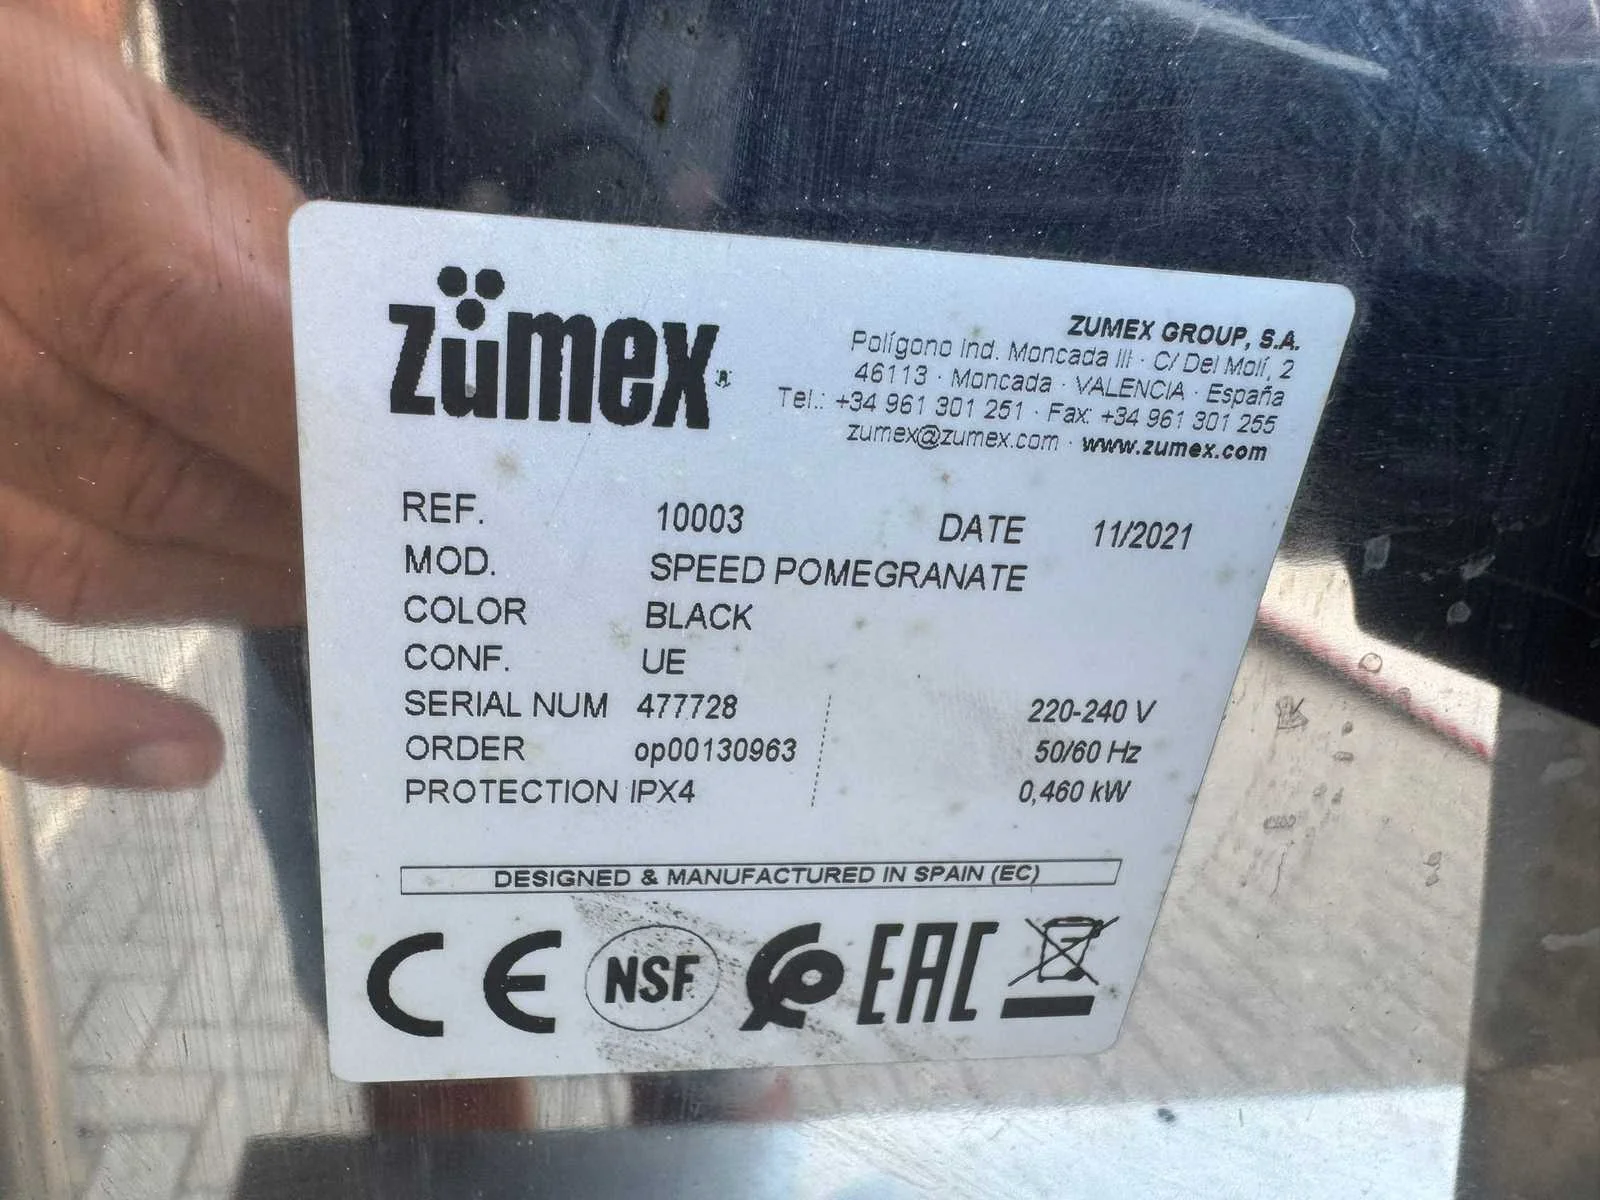 zümex
ZUMEX GROUP, S.A.
Polígono Ind. Moncada III · C/ Del Molí, 2
46113 · Moncada · VALENCIA · España
Tel.: +34 961 301 251 · Fax: +34 961 301 255
zumex@zumex.com · www.zumex.com
REF. 10003 DATE 11/2021
MOD. SPEED POMEGRANATE
COLOR BLACK
CONF. UE
SERIAL NUM 477728 220-240 V
ORDER op00130963 50/60 Hz
PROTECTION IPX4 0,460 kW
DESIGNED & MANUFACTURED IN SPAIN (EC)
CE NSF EAC